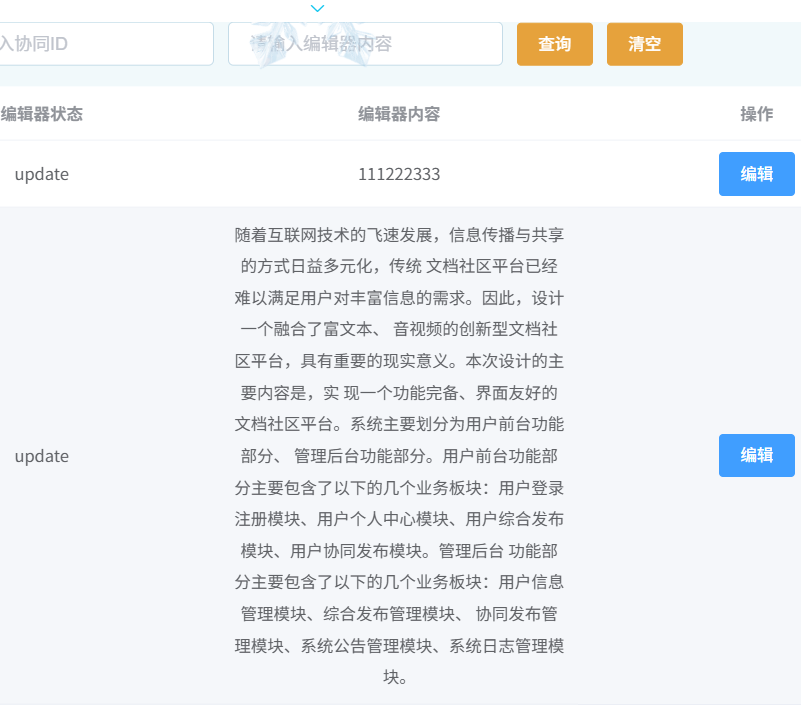 入协同ID
请输入编辑器内容
查询
清空
编辑器状态
编辑器内容
操作
update
111222333
编辑
随着互联网技术的飞速发展，信息传播与共享
的方式日益多元化，传统 文档社区平台已经
难以满足用户对丰富信息的需求。因此，设计
一个融合了富文本、 音视频的创新型文档社
区平台，具有重要的现实意义。本次设计的主
要内容是，实 现一个功能完备、界面友好的
文档社区平台。系统主要划分为用户前台功能
部分、 管理后台功能部分。用户前台功能部
分主要包含了以下的几个业务板块：用户登录
注册模块、用户个人中心模块、用户综合发布
模块、用户协同发布模块。管理后台 功能部
分主要包含了以下的几个业务板块：用户信息
管理模块、综合发布管理模块、 协同发布管
理模块、系统公告管理模块、系统日志管理模
块。
update
编辑